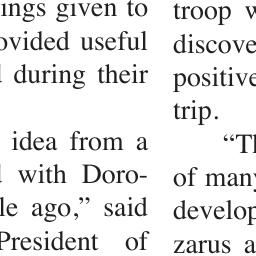 ings given to
ovided useful
during their
idea from a
with Doro-
le ago,” said
President of
troop w
discove
positive
trip.
“Th
of many
develop
zarus a